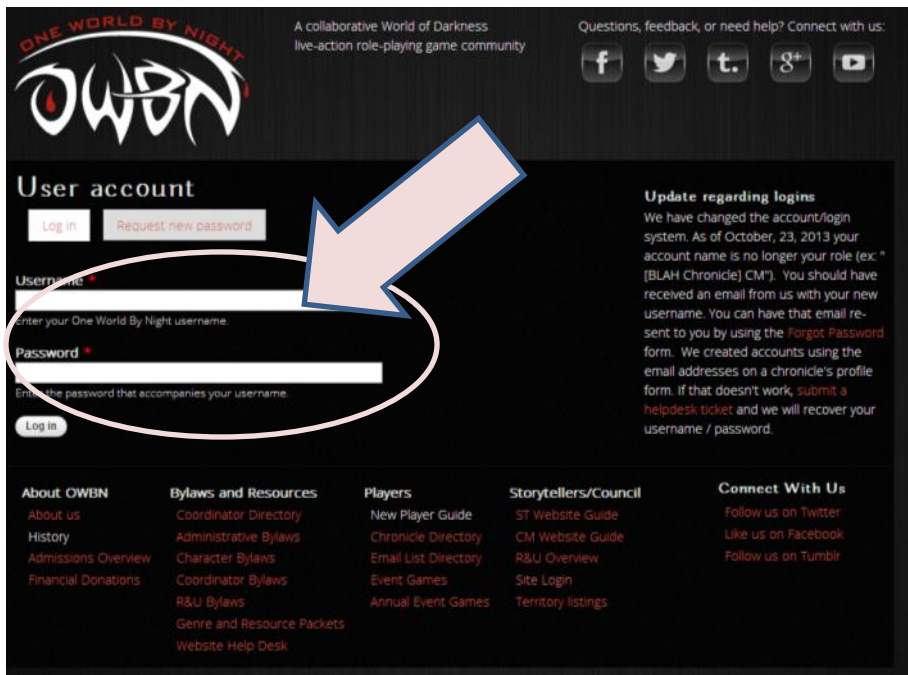 ONE WORLD BY NIGHT
OWBN
A collaborative World of Darkness
live-action role-playing game community
Questions, feedback, or need help? Connect with us:
f
t.
g+
User account
Log in
Request new password
Username *
Enter your One World By Night username.
Password *
Enter the password that accompanies your username.
Log in
Update regarding logins
We have changed the account/login
system. As of October, 23, 2013 your
account name is no longer your role (ex: "
[BLAH Chronicle] CM"). You should have
received an email from us with your new
username. You can have that email re-
sent to you by using the Forgot Password
form. We created accounts using the
email addresses on a chronicle's profile
form. If that doesn't work, submit a
helpdesk ticket and we will recover your
username / password.
About OWBN
About us
History
Admissions Overview
Financial Donations
Bylaws and Resources
Coordinator Directory
Administrative Bylaws
Character Bylaws
Coordinator Bylaws
R&U Bylaws
Genre and Resource Packets
Website Help Desk
Players
New Player Guide
Chronicle Directory
Email List Directory
Event Games
Annual Event Games
Storytellers/Council
ST Website Guide
CM Website Guide
R&U Overview
Site Login
Territory listings
Connect With Us
Follow us on Twitter
Like us on Facebook
Follow us on Tumblr